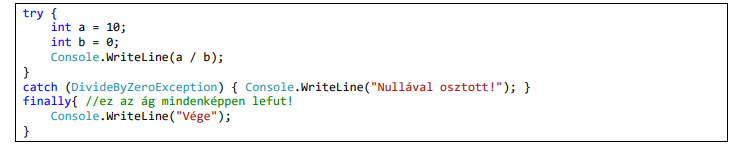 try {
    int a = 10;
    int b = 0;
    Console.WriteLine(a / b);
}
catch (DivideByZeroException) { Console.WriteLine("Nullával osztott!"); }
finally{ //ez az ág mindenképpen lefut!
    Console.WriteLine("Vége");
}